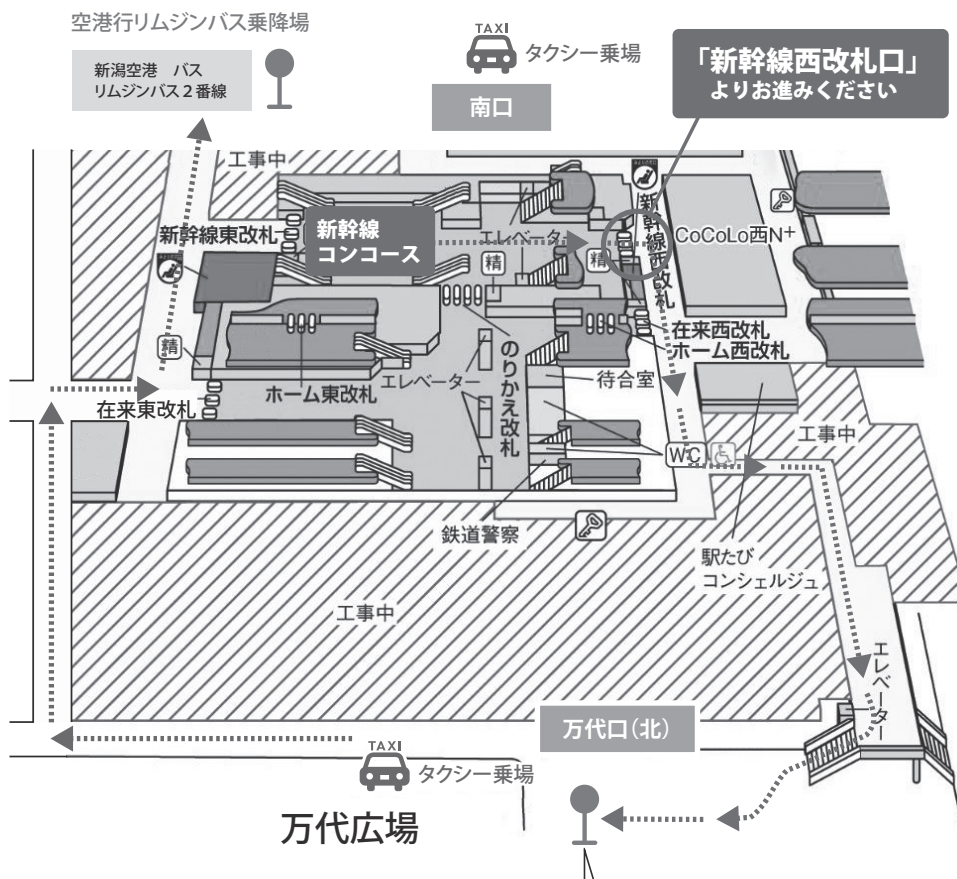 空港行リムジンバス乗降場
新潟空港　バス
リムジンバス２番線
TAXI
タクシー乗場
南口
「新幹線西改札口」
よりお進みください
工事中
新幹線東改札
新幹線
コンコース
エレベーター
精
精
新幹線西改札
CoCoLo西N⁺
精
在来西改札
ホーム西改札
ホーム東改札
エレベーター
のりかえ改札
待合室
在来東改札
WC
工事中
鉄道警察
駅たび
コンシェルジュ
工事中
エレベーター
万代口（北）
TAXI
タクシー乗場
万代広場